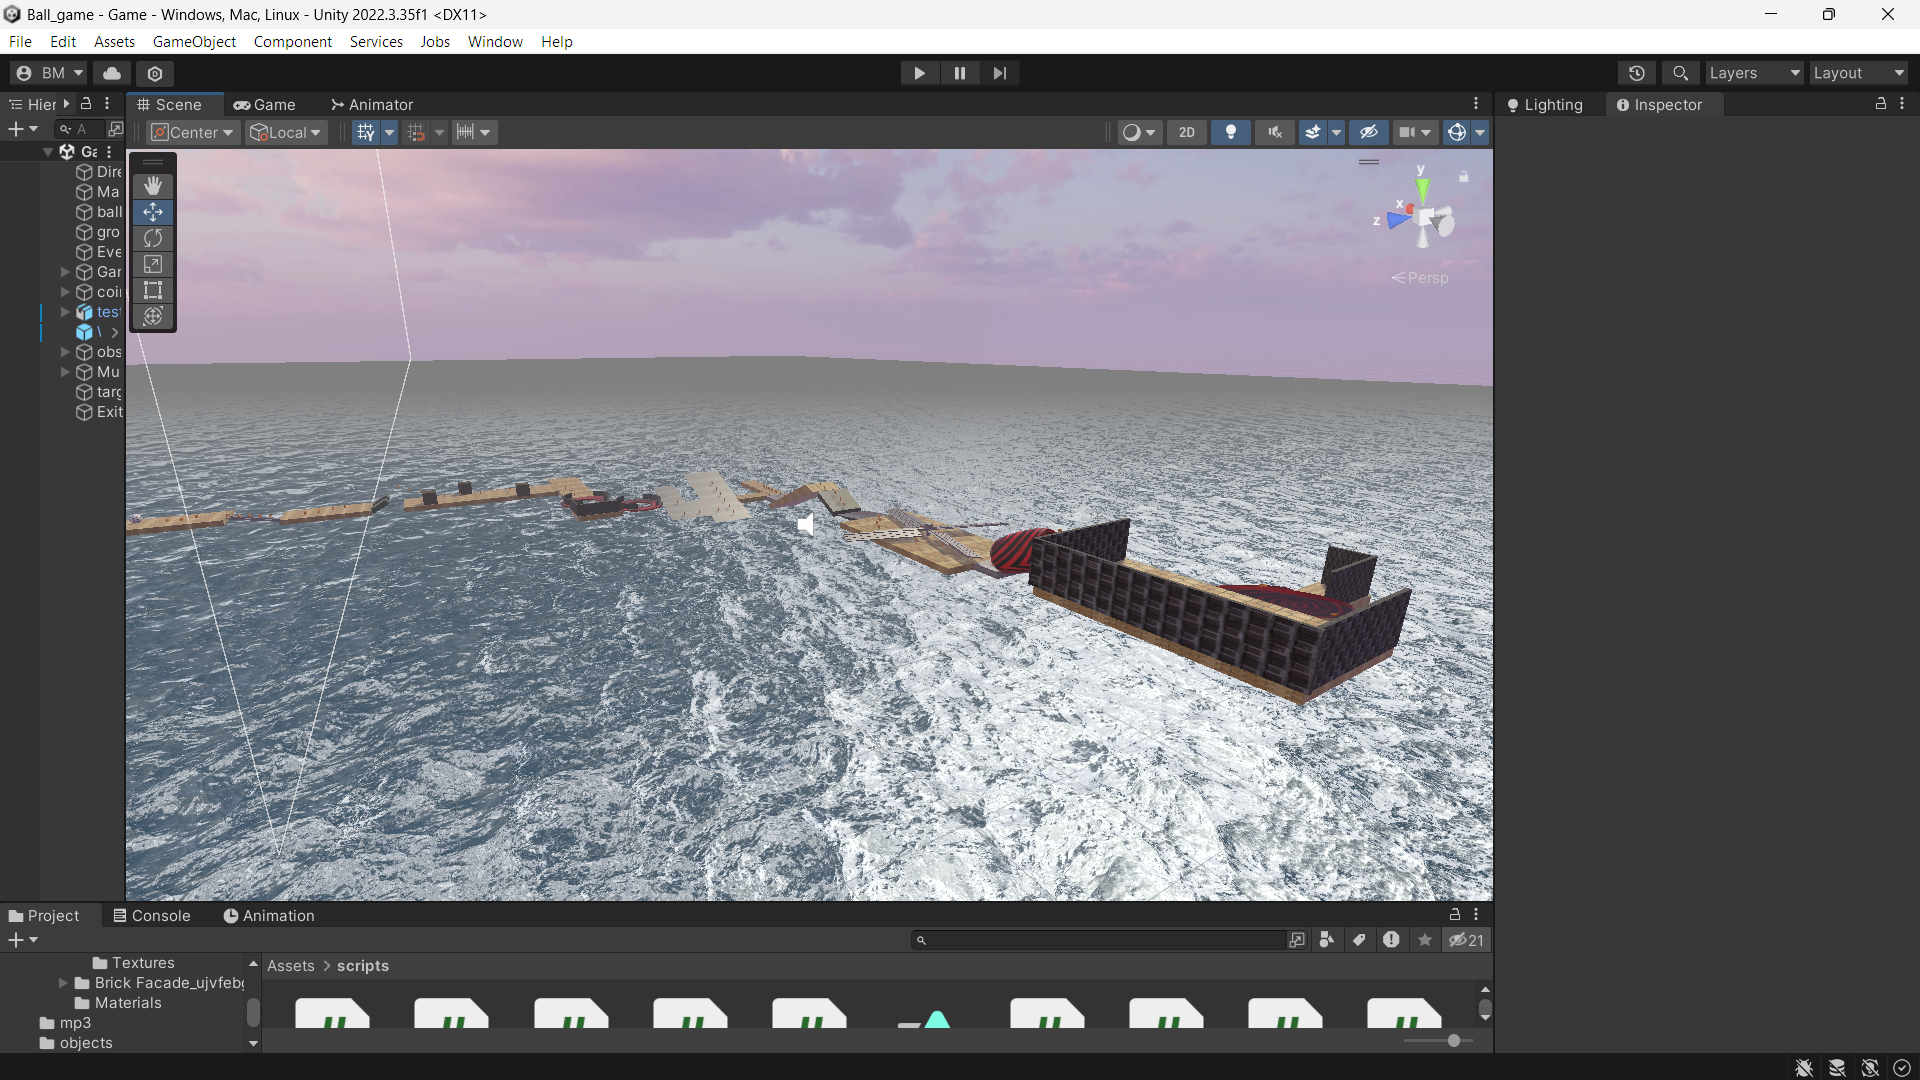 Ball_game - Game - Windows, Mac, Linux - Unity 2022.3.35f1 <DX11>
File Edit Assets GameObject Component Services Jobs Window Help
BM Layers Layout
Hier Scene Game Animator Lighting Inspector
A Center Local 2D
Ga
Dire
Ma
ball
gro
Eve
Gar
coi
tes
\
obs
Mu
targ
Exit
y
x
z
Persp
Project Console Animation
21
Textures
Assets > scripts
Brick Facade_ujvfebg
Materials
mp3
objects